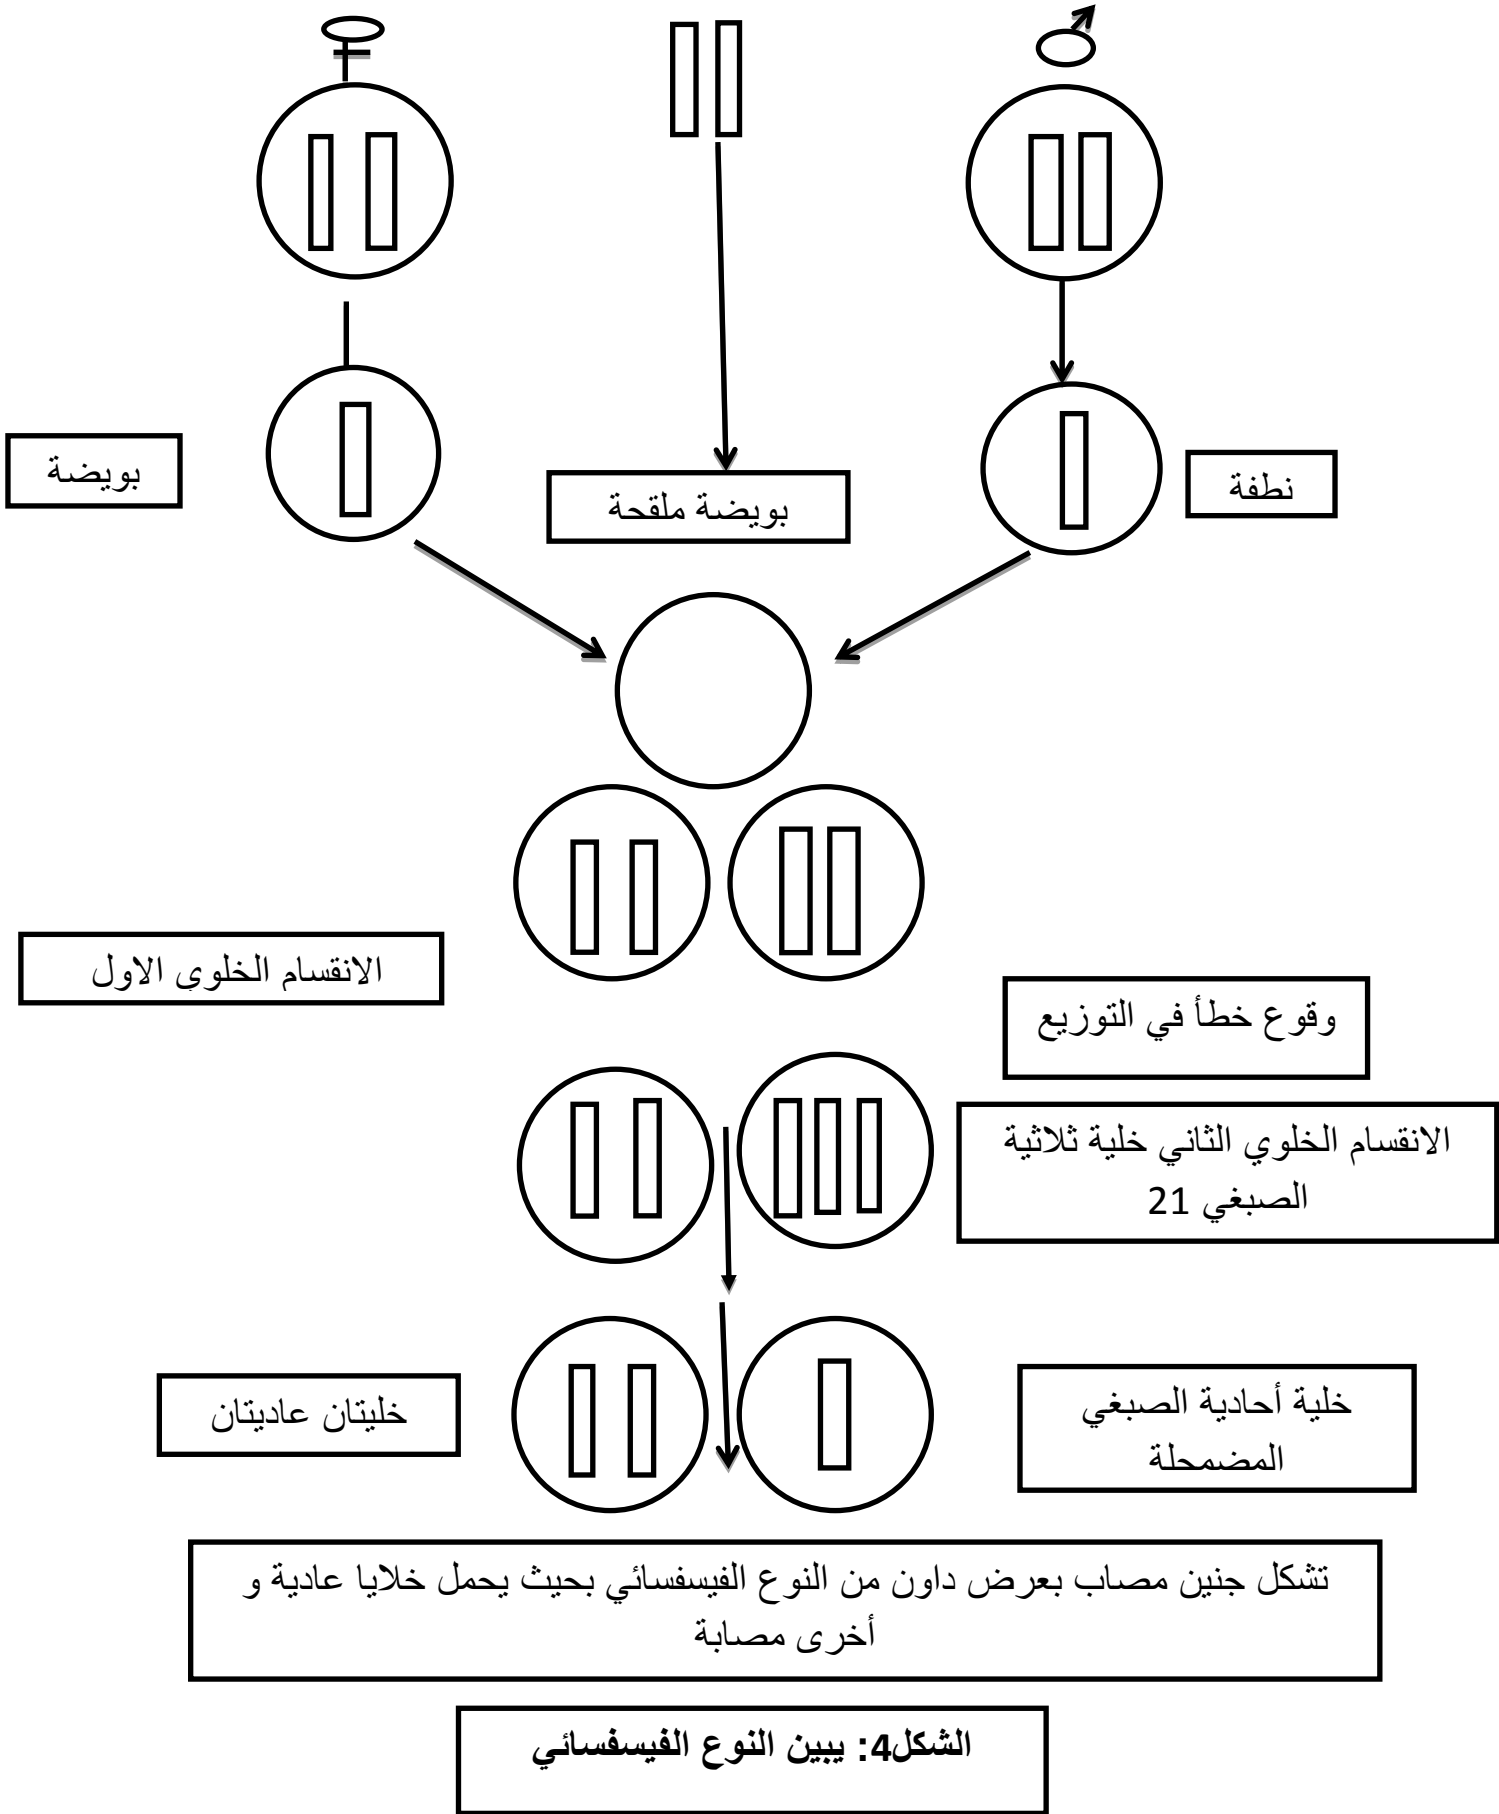 نطفة
بويضة ملقحة
بويضة
الانقسام الخلوي الاول
وقوع خطأ في التوزيع
الانقسام الخلوي الثاني خلية ثلاثية
الصبغي 21
خليتان عاديتان
خلية أحادية الصبغي
المضمحلة
تشكل جنين مصاب بعرض داون من النوع الفيسفسائي بحيث يحمل خلايا عادية و
أخرى مصابة
الشكل4: يبين النوع الفيسفسائي